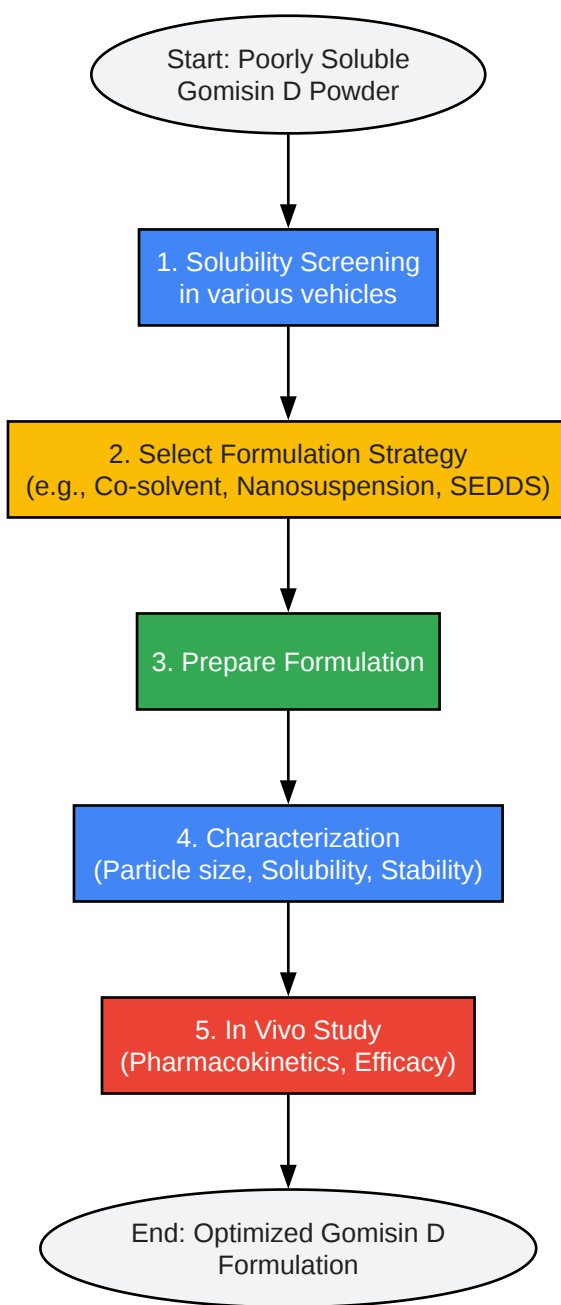 Start: Poorly Soluble
Gomisin D Powder
1. Solubility Screening
in various vehicles
2. Select Formulation Strategy
(e.g., Co-solvent, Nanosuspension, SEDDS)
3. Prepare Formulation
4. Characterization
(Particle size, Solubility, Stability)
5. In Vivo Study
(Pharmacokinetics, Efficacy)
End: Optimized Gomisin D
Formulation